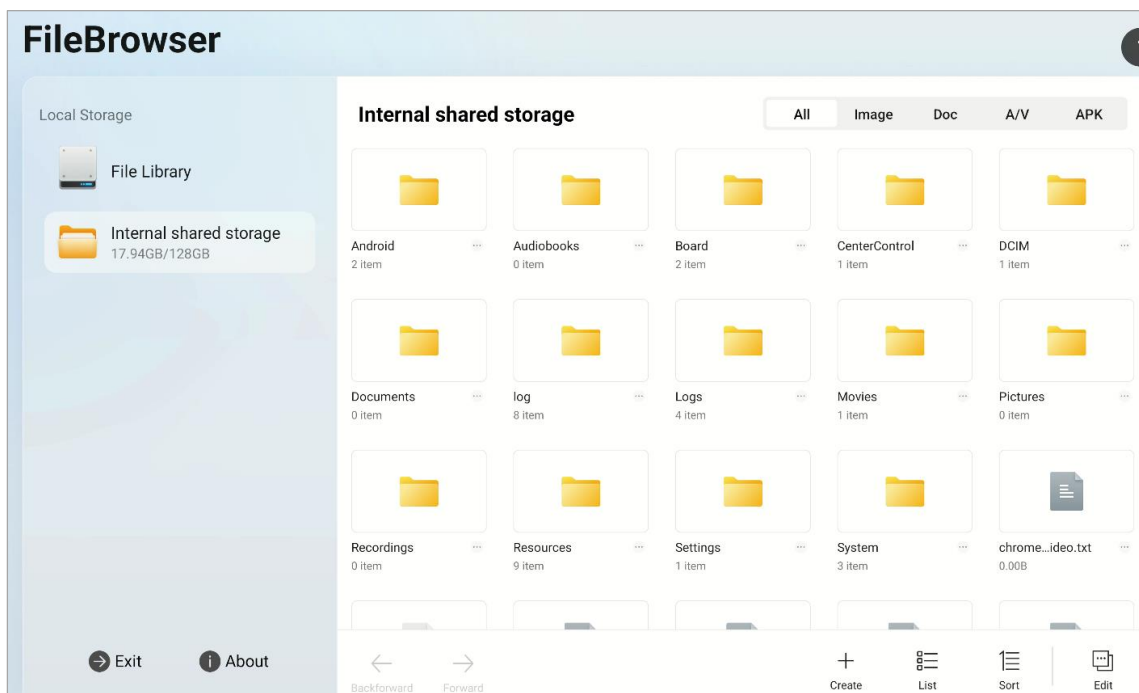 FileBrowser
Local Storage
File Library
Internal shared storage
17.94GB/128GB
Exit
About
Internal shared storage
All Image Doc A/V APK
Android ... Audiobooks ... Board ... CenterControl ... DCIM ...
2 item 0 item 2 item 1 item 1 item
Documents ... log ... Logs ... Movies ... Pictures ...
0 item 8 item 4 item 1 item 0 item
Recordings ... Resources ... Settings ... System ... chrome...ideo.txt ...
0 item 9 item 1 item 3 item 0.00B
Backforward Forward Create List Sort Edit